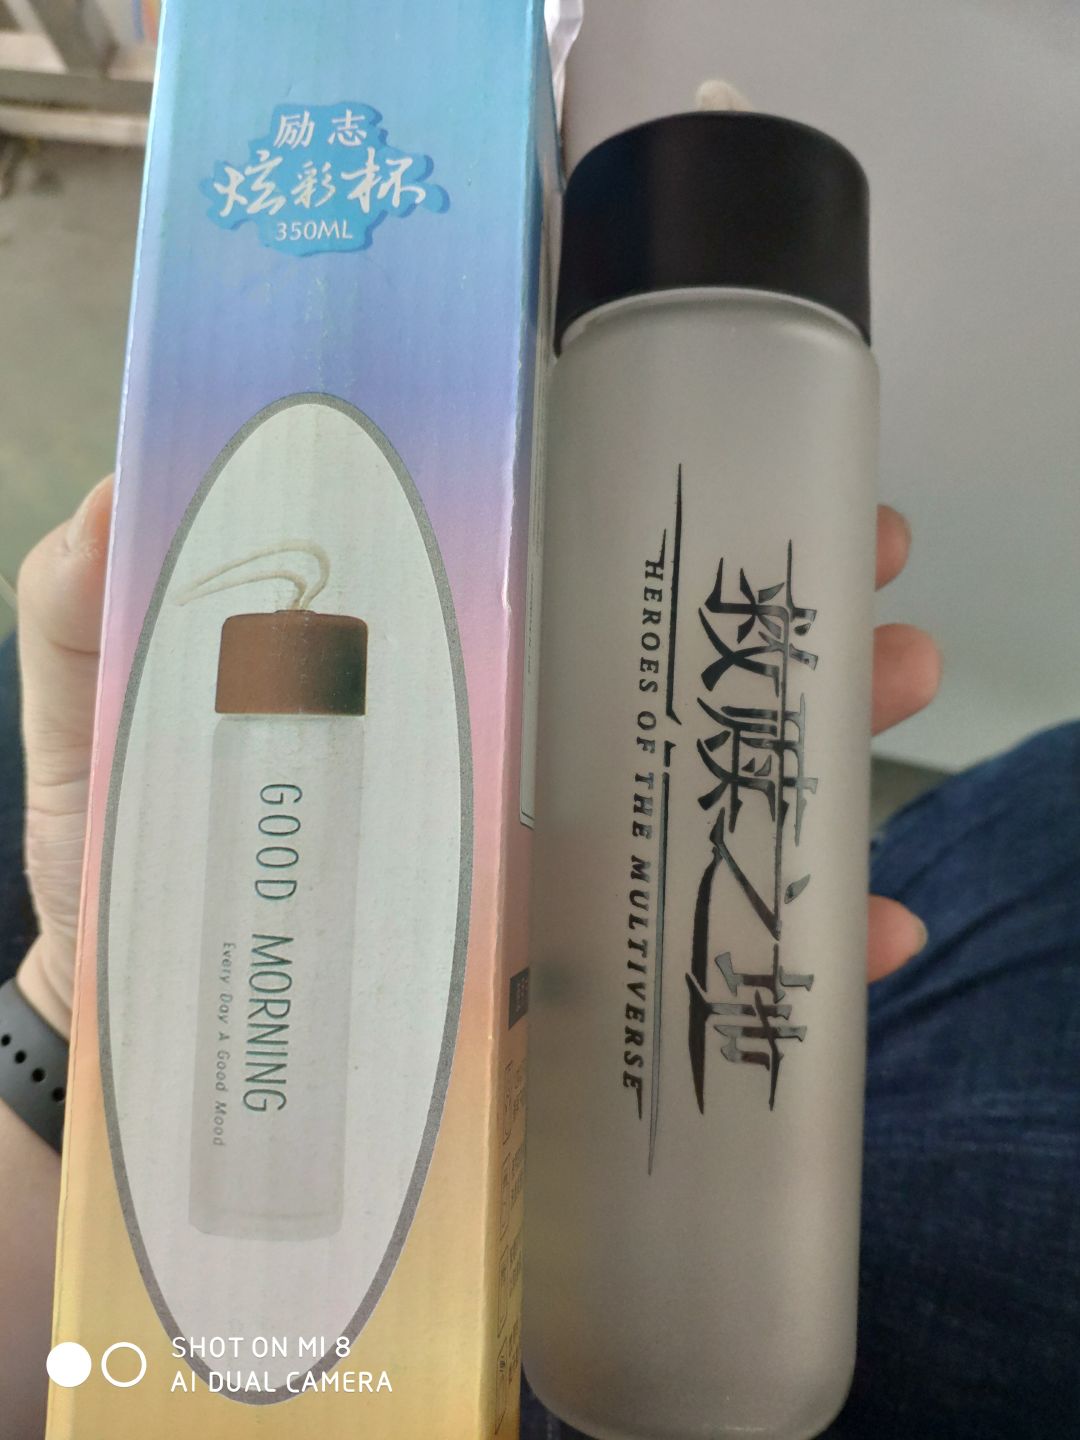 励志
炫彩杯
350ML
GOOD MORNING
Every Day A Good Mood
救赎之地
HEROES OF THE MULTIVERSE
SHOT ON MI 8
AI DUAL CAMERA